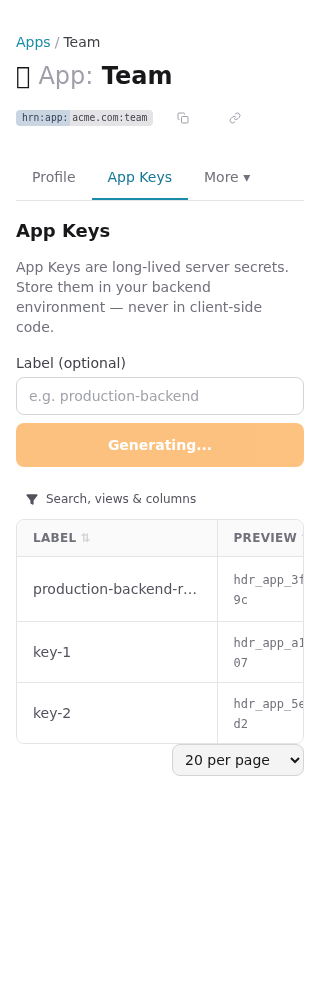 Apps / Team
App: Team
hrn:app: acme.com:team
Profile App Keys More ▾
App Keys
App Keys are long-lived server secrets.
Store them in your backend
environment — never in client-side
code.
Label (optional)
e.g. production-backend
Generating...
Search, views & columns
LABEL ⇅ PREVIEW
production-backend-r… hdr_app_3f
9c
key-1 hdr_app_a1
07
key-2 hdr_app_5e
d2
20 per page